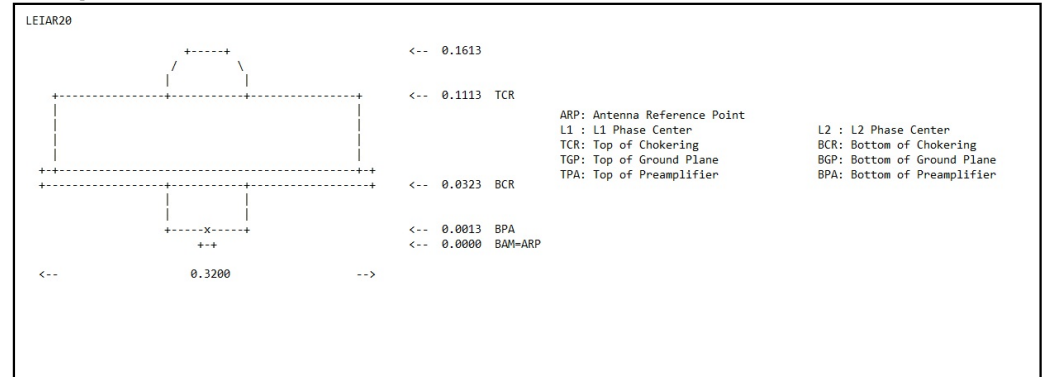 LEIAR20
<-- 0.1613
<-- 0.1113 TCR
ARP: Antenna Reference Point
L1 : L1 Phase Center L2 : L2 Phase Center
TCR: Top of Chokering BCR: Bottom of Chokering
TGP: Top of Ground Plane BGP: Bottom of Ground Plane
TPA: Top of Preamplifier BPA: Bottom of Preamplifier
<-- 0.0323 BCR
x
<-- 0.0013 BPA
<-- 0.0000 BAM=ARP
<-- 0.3200 -->